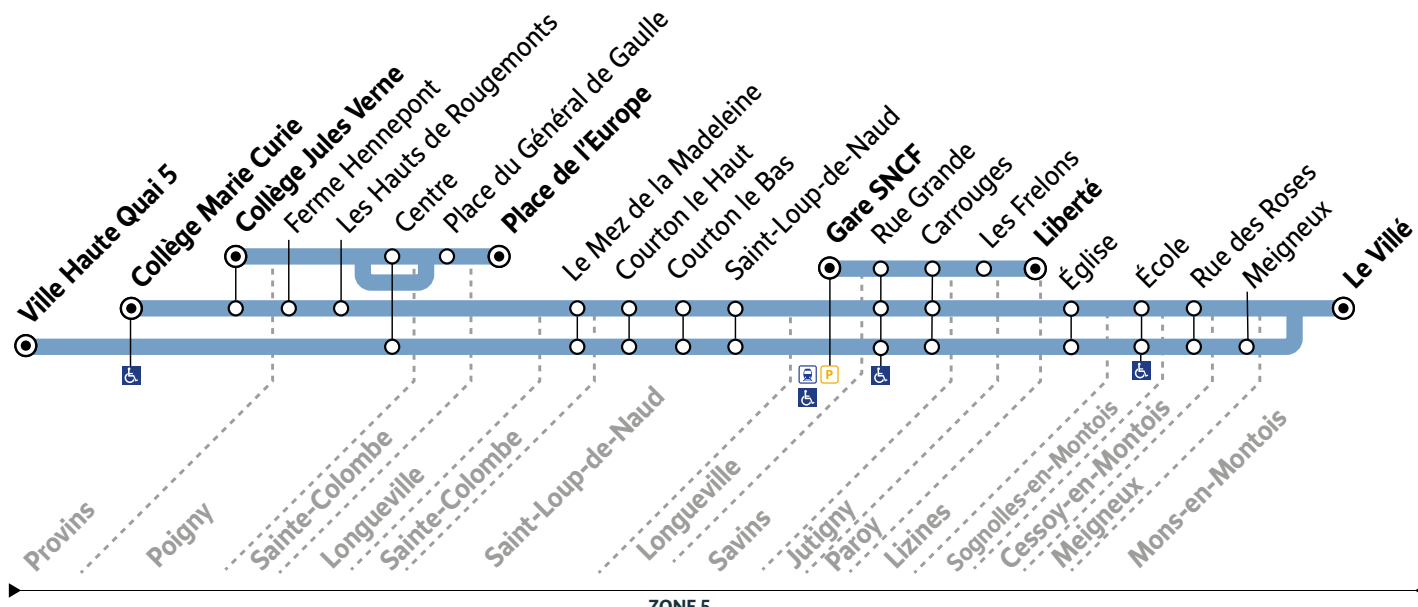 Ville Haute Quai 5
Collège Marie Curie
Collège Jules Verne
Ferme Hennepont
Les Hauts de Rougemonts
Centre
Place du Général de Gaulle
Place de l'Europe
Le Mez de la Madeleine
Courton le Haut
Courton le Bas
Saint-Loup-de-Naud
Gare SNCF
Rue Grande
Carrouges
Les Frelons
Liberté
Église
École
Rue des Roses
Meigneux
Le Villé
P
Provins
Poigny
Sainte-Colombe
Longueville
Sainte-Colombe
Saint-Loup-de-Naud
Longueville
Savins
Jutigny
Paroy
Lizines
Sognolles-en-Montois
Cessoy-en-Montois
Meigneux
Mons-en-Montois
ZONE 5